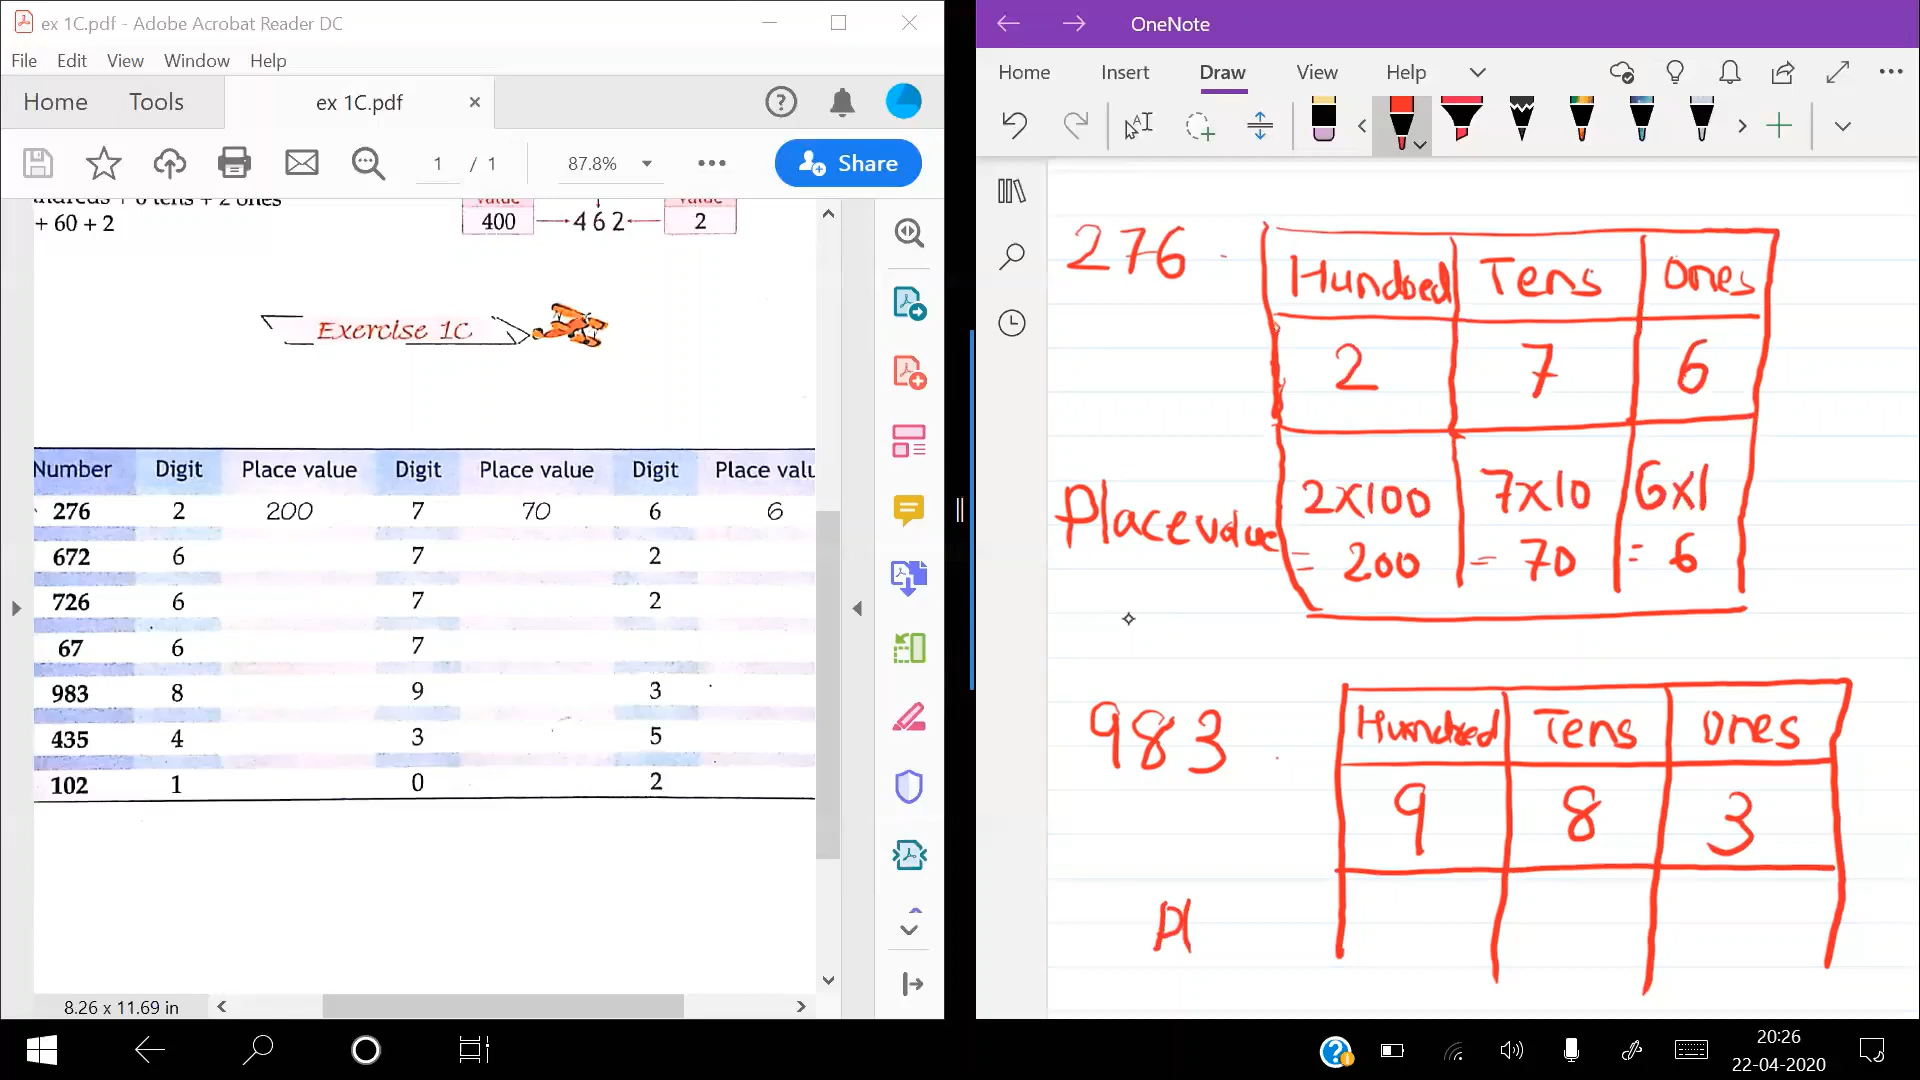 ex 1C.pdf - Adobe Acrobat Reader DC
File Edit View Window Help
Home Tools ex 1C.pdf
1 / 1 87.8% Share
+ 60 + 2
400 4 6 2 2
Exercise 1C
Number Digit Place value Digit Place value Digit Place valu
276 2 200 7 70 6 6
672 6 7 2
726 6 7 2
67 6 7
983 8 9 3
435 4 3 5
102 1 0 2
8.26 x 11.69 in
OneNote
Home Insert Draw View Help
276 Hundred Tens Ones
2 7 6
Place value 2x100 7x10 6x1
= 200 = 70 = 6
983 Hundred Tens Ones
9 8 3
Pl
20:26
22-04-2020